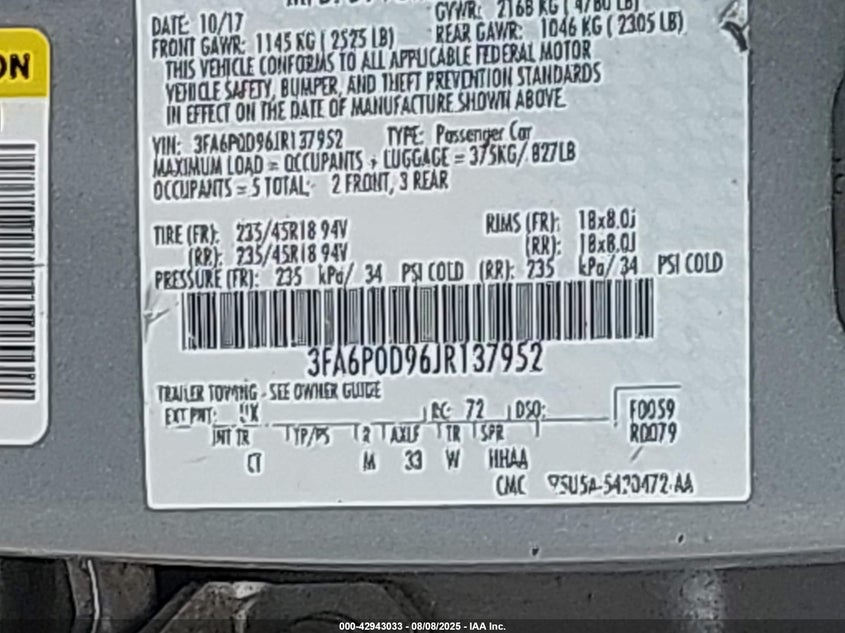 ON
DATE: 10/17
GVWR: 2168 KG ( 4780 LB)
FRONT GAWR: 1145 KG ( 2525 LB)
REAR GAWR: 1046 KG ( 2305 LB)
THIS VEHICLE CONFORMS TO ALL APPLICABLE FEDERAL MOTOR
VEHICLE SAFETY, BUMPER, AND THEFT PREVENTION STANDARDS
IN EFFECT ON THE DATE OF MANUFACTURE SHOWN ABOVE.
VIN: 3FA6P0D96JR137952 TYPE: Passenger Car
MAXIMUM LOAD = OCCUPANTS + LUGGAGE = 375KG/ 827LB
OCCUPANTS = 5 TOTAL: 2 FRONT, 3 REAR
TIRE (FR): 235/45R18 94V RIMS (FR): 18x8.0J
(RR): 235/45R18 94V (RR): 18x8.0J
PRESSURE (FR): 235 kPa/ 34 PSI COLD (RR): 235 kPa/ 34 PSI COLD
3FA6P0D96JR137952
TRAILER TOWING - SEE OWNER GUIDE
EXT PNT: UX RC: 72 DSO: F0059
INT TR TYP/PS R AXLE TR SPR R0079
CT M 33 W HHAA
CMC
000-42943033 - 08/08/2025 - IAA Inc.